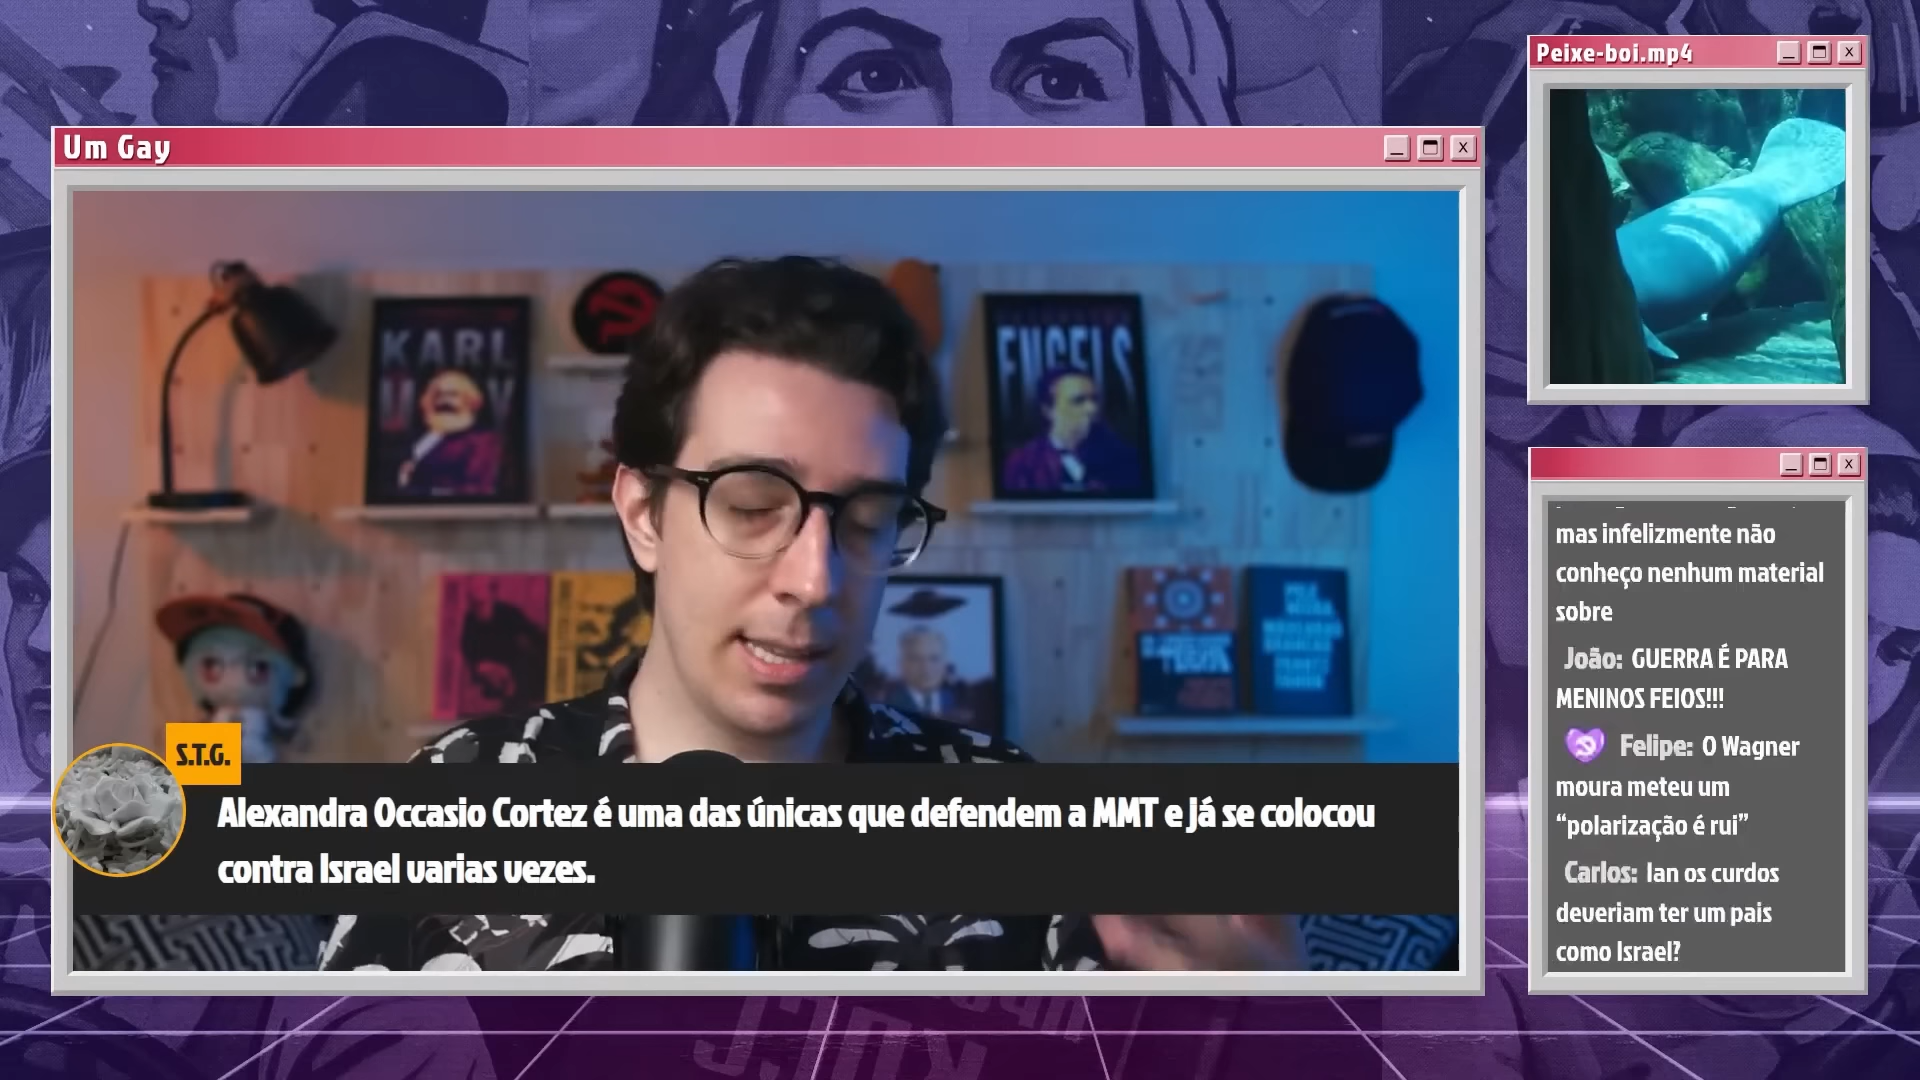 Um Gay
KARL
ENGELS
S.T.G.
Alexandra Occasio Cortez é uma das únicas que defendem a MMT e já se colocou
contra Israel varias vezes.
Peixe-boi.mp4
mas infelizmente não
conheço nenhum material
sobre
João: GUERRA É PARA
MENINOS FEIOS!!!
Felipe: O Wagner
moura meteu um
“polarização é rui”
Carlos: Ian os curdos
deveriam ter um pais
como Israel?